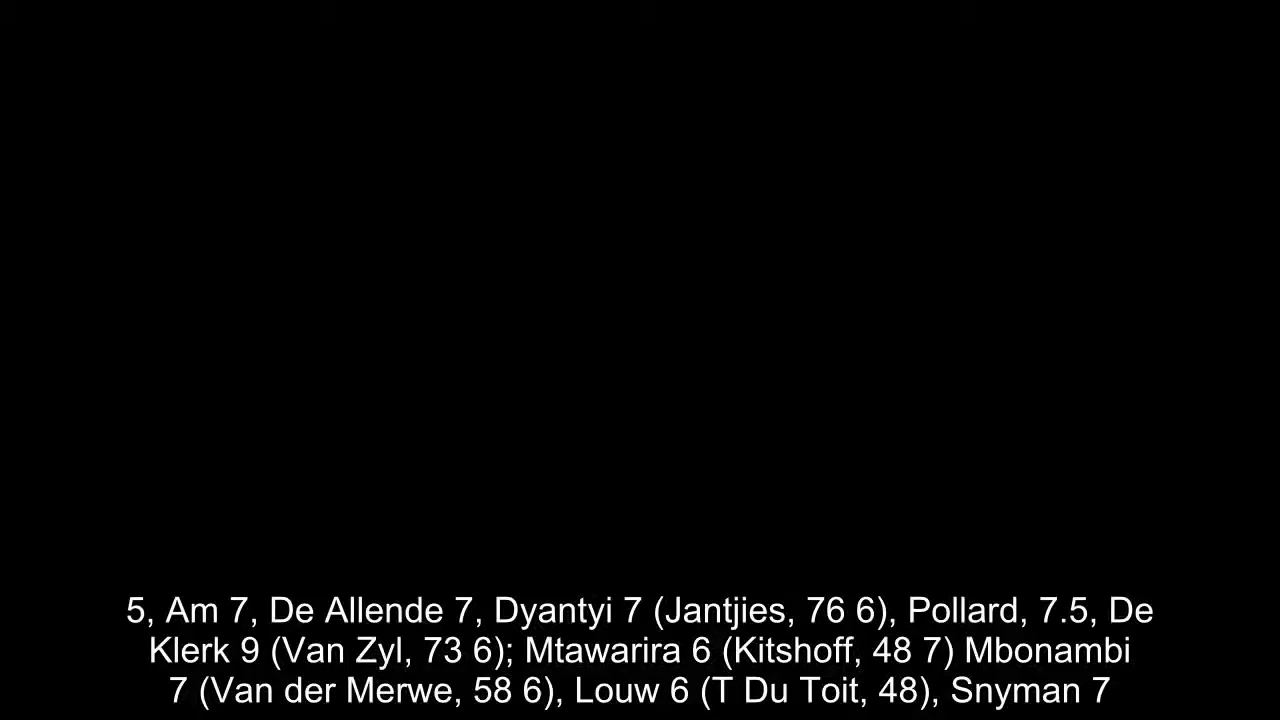 5, Am 7, De Allende 7, Dyantyi 7 (Jantjies, 76 6), Pollard, 7.5, De
Klerk 9 (Van Zyl, 73 6); Mtawarira 6 (Kitshoff, 48 7) Mbonambi
7 (Van der Merwe, 58 6), Louw 6 (T Du Toit, 48), Snyman 7